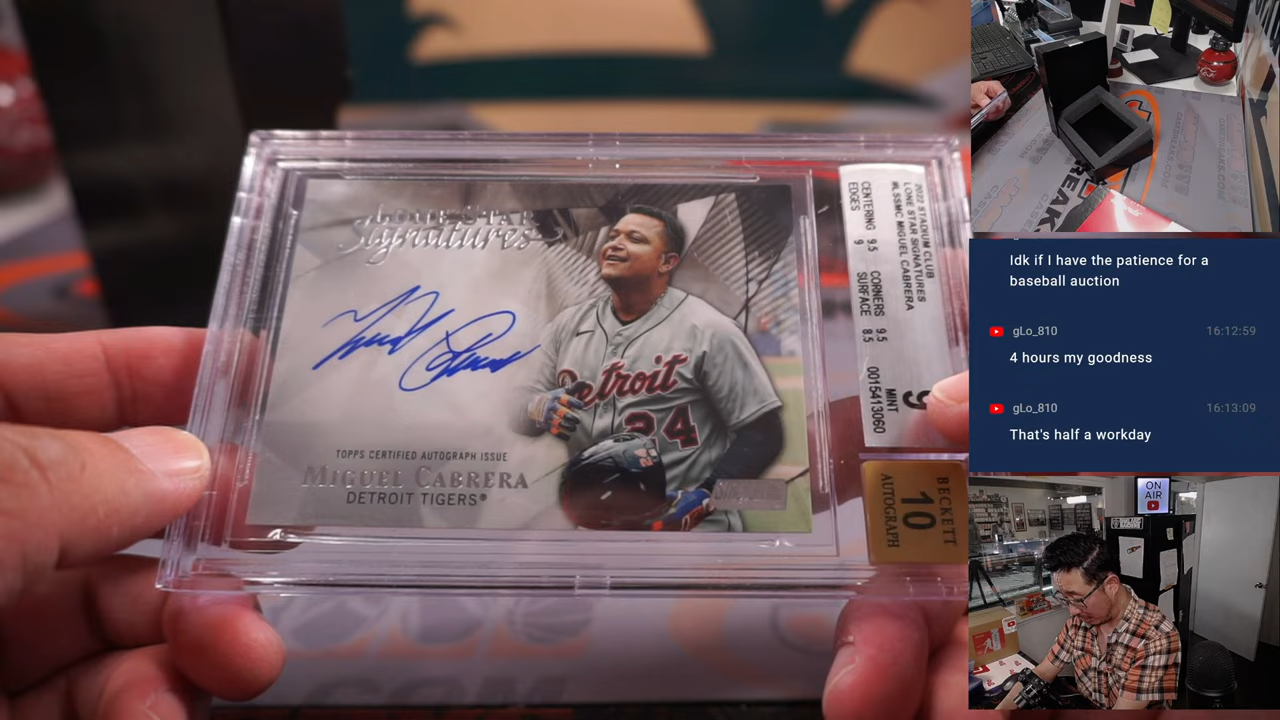 LONE STAR
Signatures
Detroit
24
TOPPS CERTIFIED AUTOGRAPH ISSUE
MIGUEL CABRERA
DETROIT TIGERS®
2022 STADIUM CLUB
LONE STAR SIGNATURES
#LSSMC MIGUEL CABRERA
CENTERING 9.5 CORNERS 9.5
EDGES 9 SURFACE 8.5
MINT
9
0015413060
BECKETT
10
AUTOGRAPH
Idk if I have the patience for a
baseball auction
gLo_810 16:12:59
4 hours my goodness
gLo_810 16:13:09
That's half a workday
ON
AIR